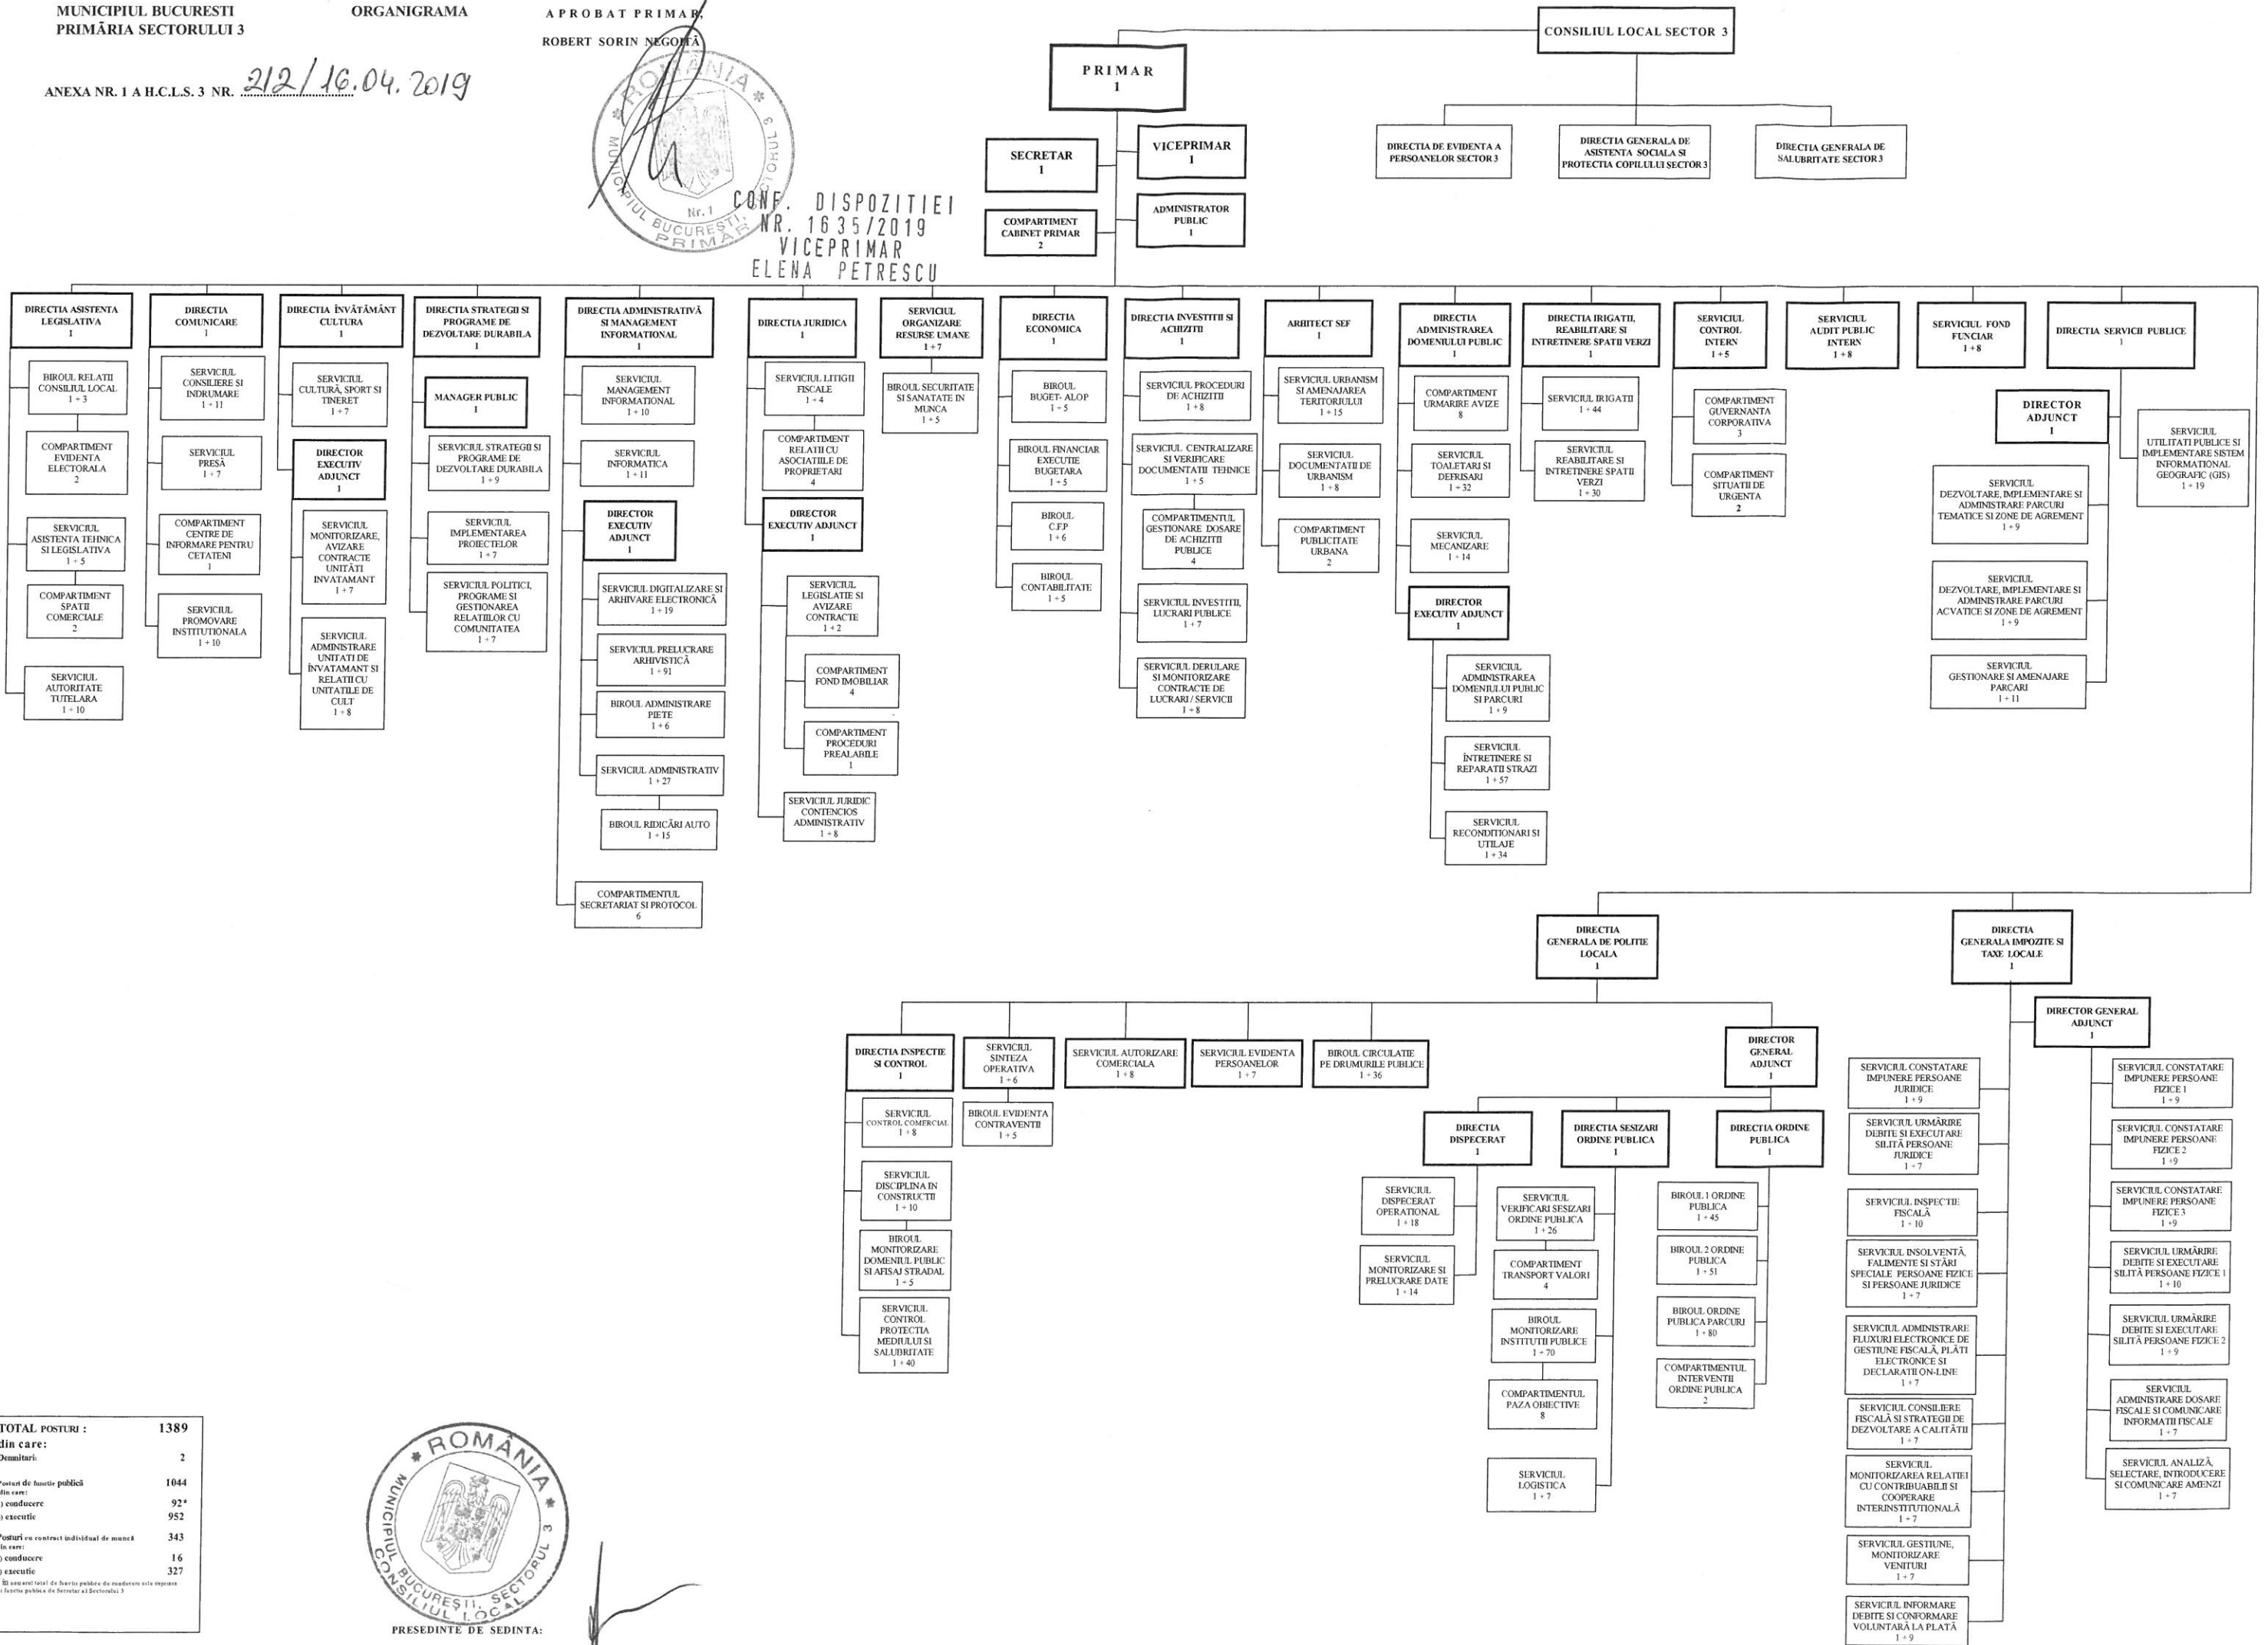 MUNICIPIUL BUCURESTI
PRIMĂRIA SECTORULUI 3
ORGANIGRAMA
ANEXA NR. 1 A H.C.L.S. 3 NR. 212/16.04.2019
APROBAT PRIMAR,
ROBERT SORIN NEGOITĂ
ROMÂNIA
MUNICIPIUL BUCUREŞTI, SECTORUL 3
Nr. 1
PRIMAR
CONF. DISPOZITIEI
NR. 1635/2019
VICEPRIMAR
ELENA PETRESCU
CONSILIUL LOCAL SECTOR 3
PRIMAR
1
SECRETAR
1
VICEPRIMAR
1
COMPARTIMENT
CABINET PRIMAR
2
ADMINISTRATOR
PUBLIC
1
DIRECTIA DE EVIDENTA A
PERSOANELOR SECTOR 3
DIRECTIA GENERALA DE
ASISTENTA SOCIALA SI
PROTECTIA COPILULUI SECTOR 3
DIRECTIA GENERALA DE
SALUBRITATE SECTOR 3
DIRECTIA ASISTENTA
LEGISLATIVA
1
BIROUL RELATII
CONSILIUL LOCAL
1 + 3
COMPARTIMENT
EVIDENTA
ELECTORALA
2
SERVICIUL
ASISTENTA TEHNICA
SI LEGISLATIVA
1 + 5
COMPARTIMENT
SPATII
COMERCIALE
2
SERVICIUL
AUTORITATE
TUTELARA
1 + 10
DIRECTIA
COMUNICARE
1
SERVICIUL
CONSILIERE SI
INDRUMARE
1 + 11
SERVICIUL
PRESĂ
1 + 7
COMPARTIMENT
CENTRE DE
INFORMARE PENTRU
CETATENI
1
SERVICIUL
PROMOVARE
INSTITUTIONALA
1 + 10
DIRECTIA ÎNVĂTĂMÂNT
CULTURA
1
SERVICIUL
CULTURĂ, SPORT SI
TINERET
1 + 7
DIRECTOR
EXECUTIV
ADJUNCT
1
SERVICIUL
MONITORIZARE,
AVIZARE
CONTRACTE
UNITĂTI
INVATAMANT
1 + 7
SERVICIUL
ADMINISTRARE
UNITATI DE
ÎNVATAMANT SI
RELATII CU
UNITATILE DE
CULT
1 + 8
DIRECTIA STRATEGII SI
PROGRAME DE
DEZVOLTARE DURABILA
1
MANAGER PUBLIC
1
SERVICIUL STRATEGII SI
PROGRAME DE
DEZVOLTARE DURABILA
1 + 9
SERVICIUL
IMPLEMENTAREA
PROIECTELOR
1 + 7
SERVICIUL POLITICI,
PROGRAME SI
GESTIONAREA
RELATIILOR CU
COMUNITATEA
1 + 7
DIRECTIA ADMINISTRATIVĂ
SI MANAGEMENT
INFORMATIONAL
1
SERVICIUL
MANAGEMENT
INFORMATIONAL
1 + 10
SERVICIUL
INFORMATICA
1 + 11
DIRECTOR
EXECUTIV
ADJUNCT
1
SERVICIUL DIGITALIZARE SI
ARHIVARE ELECTRONICĂ
1 + 19
SERVICIUL PRELUCRARE
ARHIVISTICĂ
1 + 91
BIROUL ADMINISTRARE
PIETE
1 + 6
SERVICIUL ADMINISTRATIV
1 + 27
BIROUL RIDICĂRI AUTO
1 + 15
COMPARTIMENTUL
SECRETARIAT SI PROTOCOL
6
DIRECTIA JURIDICA
1
SERVICIUL LITIGII
FISCALE
1 + 4
COMPARTIMENT
RELATII CU
ASOCIATIILE DE
PROPRIETARI
4
DIRECTOR
EXECUTIV ADJUNCT
1
SERVICIUL
LEGISLATIE SI
AVIZARE
CONTRACTE
1 + 2
COMPARTIMENT
FOND IMOBILIAR
4
COMPARTIMENT
PROCEDURI
PREALABILE
1
SERVICIUL JURIDIC
CONTENCIOS
ADMINISTRATIV
1 + 8
SERVICIUL
ORGANIZARE
RESURSE UMANE
1 + 7
BIROUL SECURITATE
SI SANATATE IN
MUNCA
1 + 5
DIRECTIA
ECONOMICA
1
BIROUL
BUGET- ALOP
1 + 5
BIROUL FINANCIAR
EXECUTIE
BUGETARA
1 + 5
BIROUL
C.F.P
1 + 6
BIROUL
CONTABILITATE
1 + 5
DIRECTIA INVESTITII SI
ACHIZITII
1
SERVICIUL PROCEDURI
DE ACHIZITII
1 + 8
SERVICIUL CENTRALIZARE
SI VERIFICARE
DOCUMENTATII TEHNICE
1 + 5
COMPARTIMENTUL
GESTIONARE DOSARE
DE ACHIZITII
PUBLICE
4
SERVICIUL INVESTITII,
LUCRARI PUBLICE
1 + 7
SERVICIUL DERULARE
SI MONITORIZARE
CONTRACTE DE
LUCRARI / SERVICII
1 + 8
ARHITECT SEF
1
SERVICIUL URBANISM
SI AMENAJAREA
TERITORIULUI
1 + 15
SERVICIUL
DOCUMENTATII DE
URBANISM
1 + 8
COMPARTIMENT
PUBLICITATE
URBANA
2
DIRECTIA
ADMINISTRAREA
DOMENIULUI PUBLIC
1
COMPARTIMENT
URMARIRE AVIZE
8
SERVICIUL
TOALETARI SI
DEFRISARI
1 + 32
SERVICIUL
MECANIZARE
1 + 14
DIRECTOR
EXECUTIV ADJUNCT
1
SERVICIUL
ADMINISTRAREA
DOMENIULUI PUBLIC
SI PARCURI
1 + 9
SERVICIUL
ÎNTRETINERE SI
REPARATII STRAZI
1 + 57
SERVICIUL
RECONDITIONARI SI
UTILAJE
1 + 34
DIRECTIA IRIGATII,
REABILITARE SI
INTRETINERE SPATII VERZI
1
SERVICIUL IRIGATII
1 + 44
SERVICIUL
REABILITARE SI
INTRETINERE SPATII
VERZI
1 + 30
SERVICIUL
CONTROL
INTERN
1 + 5
COMPARTIMENT
GUVERNANTA
CORPORATIVA
3
COMPARTIMENT
SITUATII DE
URGENTA
2
SERVICIUL
AUDIT PUBLIC
INTERN
1 + 8
SERVICIUL FOND
FUNCIAR
1 + 8
DIRECTIA SERVICII PUBLICE
1
DIRECTOR
ADJUNCT
1
SERVICIUL
UTILITATI PUBLICE SI
IMPLEMENTARE SISTEM
INFORMATIONAL
GEOGRAFIC (GIS)
1 + 19
SERVICIUL
DEZVOLTARE, IMPLEMENTARE SI
ADMINISTRARE PARCURI
TEMATICE SI ZONE DE AGREMENT
1 + 9
SERVICIUL
DEZVOLTARE, IMPLEMENTARE SI
ADMINISTRARE PARCURI
ACVATICE SI ZONE DE AGREMENT
1 + 9
SERVICIUL
GESTIONARE SI AMENAJARE
PARCARI
1 + 11
DIRECTIA
GENERALA DE POLITIE
LOCALA
1
DIRECTIA INSPECTIE
SI CONTROL
1
SERVICIUL
CONTROL COMERCIAL
1 + 8
SERVICIUL
DISCIPLINA IN
CONSTRUCTII
1 + 10
BIROUL
MONITORIZARE
DOMENIUL PUBLIC
SI AFISAJ STRADAL
1 + 5
SERVICIUL
CONTROL
PROTECTIA
MEDIULUI SI
SALUBRITATE
1 + 40
SERVICIUL
SINTEZA
OPERATIVA
1 + 6
BIROUL EVIDENTA
CONTRAVENTII
1 + 5
SERVICIUL AUTORIZARE
COMERCIALA
1 + 8
SERVICIUL EVIDENTA
PERSOANELOR
1 + 7
BIROUL CIRCULATIE
PE DRUMURILE PUBLICE
1 + 36
DIRECTOR
GENERAL
ADJUNCT
1
DIRECTIA
DISPECERAT
1
SERVICIUL
DISPECERAT
OPERATIONAL
1 + 18
SERVICIUL
MONITORIZARE SI
PRELUCRARE DATE
1 + 14
DIRECTIA SESIZARI
ORDINE PUBLICA
1
SERVICIUL
VERIFICARI SESIZARI
ORDINE PUBLICA
1 + 26
COMPARTIMENT
TRANSPORT VALORI
4
BIROUL
MONITORIZARE
INSTITUTII PUBLICE
1 + 70
COMPARTIMENTUL
PAZA OBIECTIVE
8
SERVICIUL
LOGISTICA
1 + 7
DIRECTIA ORDINE
PUBLICA
1
BIROUL 1 ORDINE
PUBLICA
1 + 45
BIROUL 2 ORDINE
PUBLICA
1 + 51
BIROUL ORDINE
PUBLICA PARCURI
1 + 80
COMPARTIMENTUL
INTERVENTII
ORDINE PUBLICA
2
DIRECTIA
GENERALA IMPOZITE SI
TAXE LOCALE
1
DIRECTOR GENERAL
ADJUNCT
1
SERVICIUL CONSTATARE
IMPUNERE PERSOANE
JURIDICE
1 + 9
SERVICIUL URMĂRIRE
DEBITE SI EXECUTARE
SILITĂ PERSOANE
JURIDICE
1 + 7
SERVICIUL INSPECTIE
FISCALĂ
1 + 10
SERVICIUL INSOLVENTĂ,
FALIMENTE SI STĂRI
SPECIALE PERSOANE FIZICE
SI PERSOANE JURIDICE
1 + 7
SERVICIUL ADMINISTRARE
FLUXURI ELECTRONICE DE
GESTIUNE FISCALĂ, PLĂTI
ELECTRONICE SI
DECLARATII ON-LINE
1 + 7
SERVICIUL CONSILIERE
FISCALĂ SI STRATEGII DE
DEZVOLTARE A CALITĂTII
1 + 7
SERVICIUL
MONITORIZAREA RELATIEI
CU CONTRIBUABILII SI
COOPERARE
INTERINSTITUTIONALĂ
1 + 7
SERVICIUL GESTIUNE,
MONITORIZARE
VENITURI
1 + 7
SERVICIUL INFORMARE
DEBITE SI CONFORMARE
VOLUNTARĂ LA PLATĂ
1 + 9
SERVICIUL CONSTATARE
IMPUNERE PERSOANE
FIZICE 1
1 + 9
SERVICIUL CONSTATARE
IMPUNERE PERSOANE
FIZICE 2
1 +9
SERVICIUL CONSTATARE
IMPUNERE PERSOANE
FIZICE 3
1 +9
SERVICIUL URMĂRIRE
DEBITE SI EXECUTARE
SILITĂ PERSOANE FIZICE 1
1 + 10
SERVICIUL URMĂRIRE
DEBITE SI EXECUTARE
SILITĂ PERSOANE FIZICE 2
1 + 9
SERVICIUL
ADMINISTRARE DOSARE
FISCALE SI COMUNICARE
INFORMATII FISCALE
1 + 7
SERVICIUL ANALIZĂ,
SELECTARE, INTRODUCERE
SI COMUNICARE AMENZI
1 + 7
TOTAL POSTURI : 1389
din care:
Demnitari: 2
Posturi de functie publică 1044
din care:
) conducere 92*
) executie 952
Posturi cu contract individual de muncă 343
in care:
) conducere 16
) executie 327
În numarul total de functii publice de conducere este cuprinsa
functia publica de Secretar al Sectorului 3
ROMÂNIA
MUNICIPIUL BUCUREŞTI, SECTORUL 3
CONSILIUL LOCAL
PRESEDINTE DE SEDINTA: